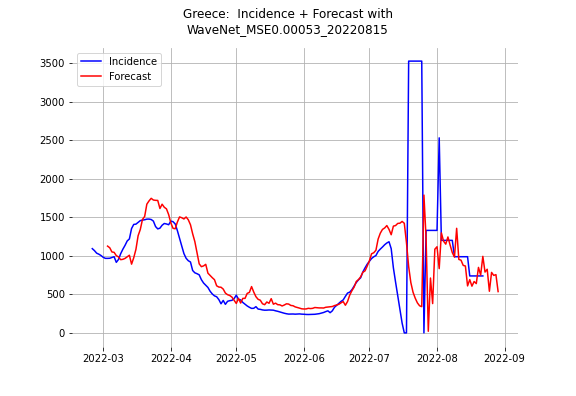 Greece:  Incidence + Forecast with
WaveNet_MSE0.00053_20220815
Incidence
Forecast
3500
3000
2500
2000
1500
1000
500
0
2022-03 2022-04 2022-05 2022-06 2022-07 2022-08 2022-09